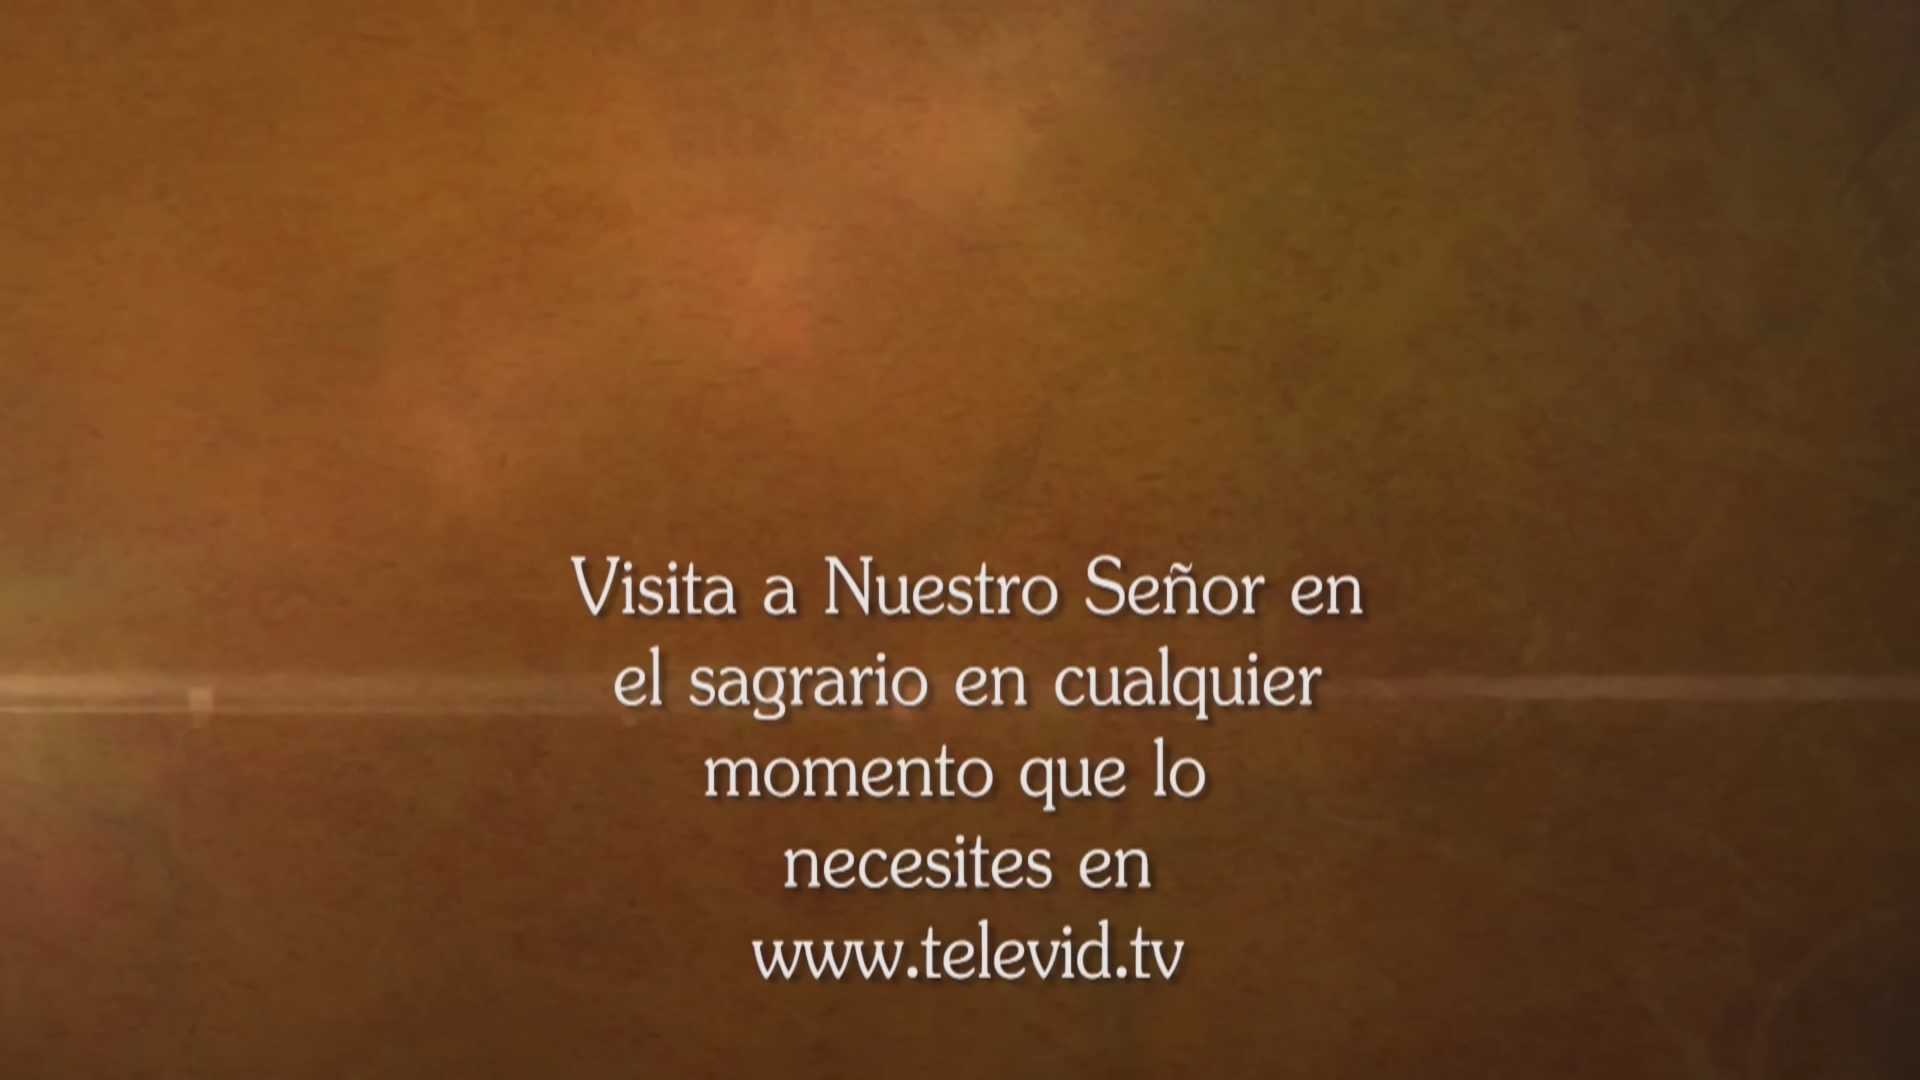 Visita a Nuestro Señor en
el sagrario en cualquier
momento que lo
necesites en
www.televid.tv